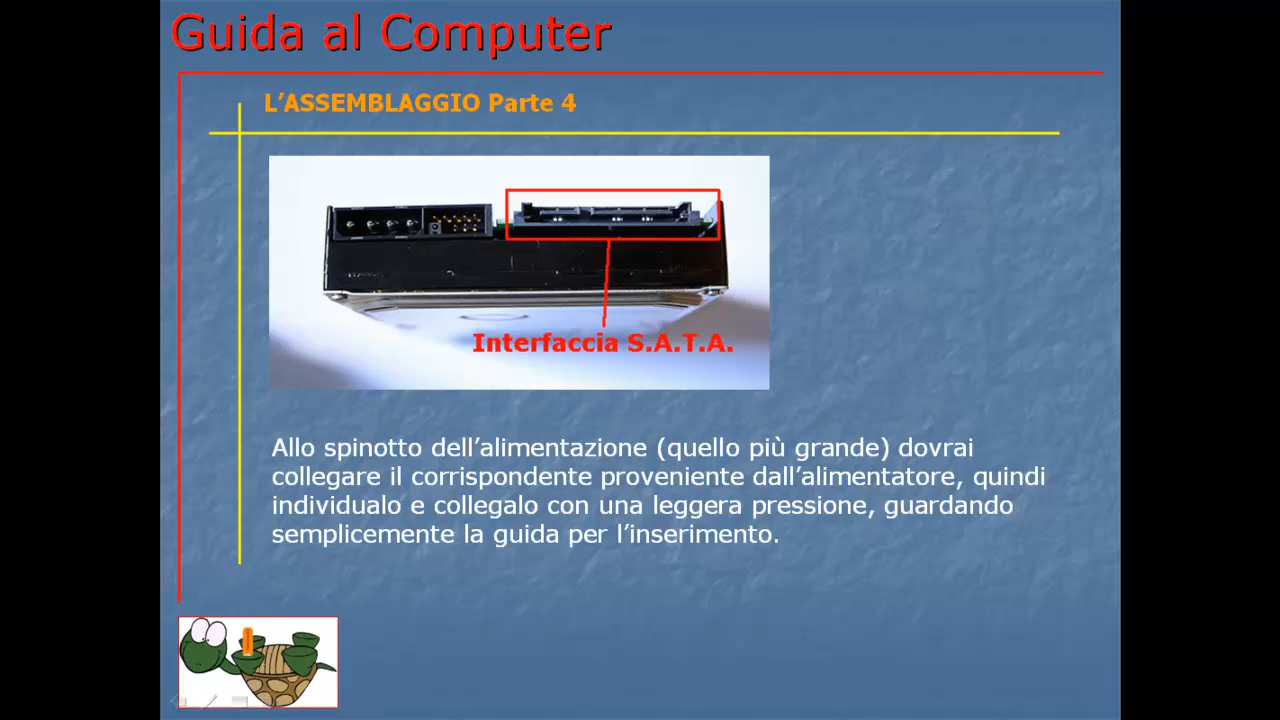 Guida al Computer
L’ASSEMBLAGGIO Parte 4
Interfaccia S.A.T.A.
Allo spinotto dell’alimentazione (quello più grande) dovrai
collegare il corrispondente proveniente dall’alimentatore, quindi
individualo e collegalo con una leggera pressione, guardando
semplicemente la guida per l’inserimento.